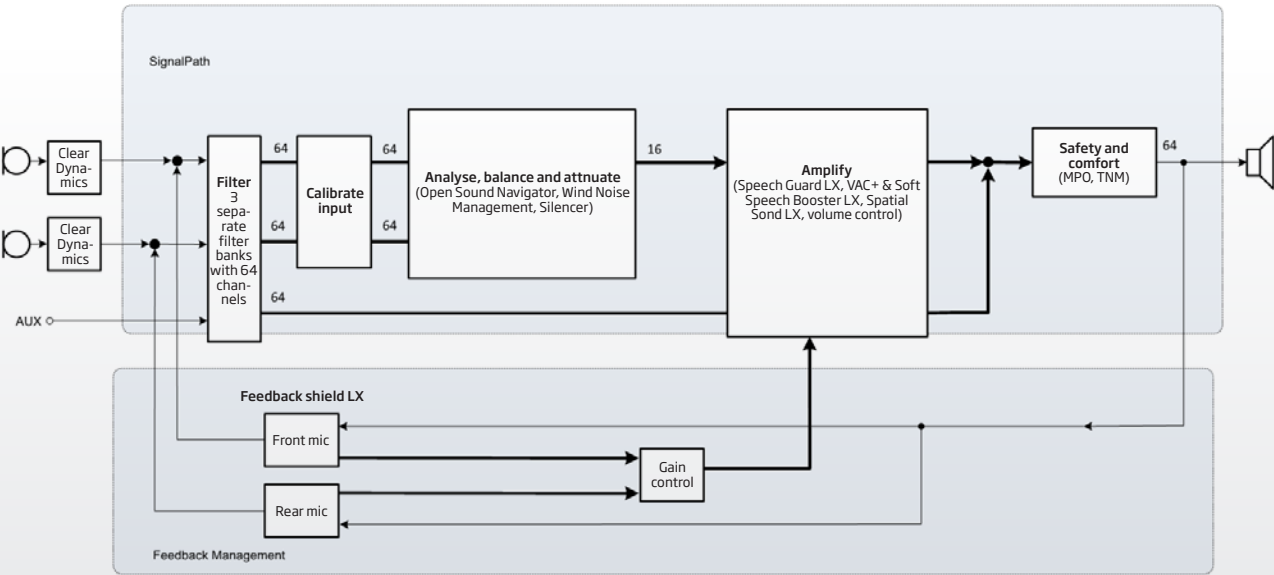 SignalPath
Clear
Dyna-
mics
Clear
Dyna-
mics
AUX
Filter
3
sepa-
rate
filter
banks
with 64
chan-
nels
64
64
64
Calibrate
input
64
64
Analyse, balance and attnuate
(Open Sound Navigator, Wind Noise
Management, Silencer)
16
Amplify
(Speech Guard LX, VAC+ & Soft
Speech Booster LX, Spatial
Sond LX, volume control)
Safety and
comfort
(MPO, TNM)
64
Feedback shield LX
Front mic
Rear mic
Gain
control
Feedback Management